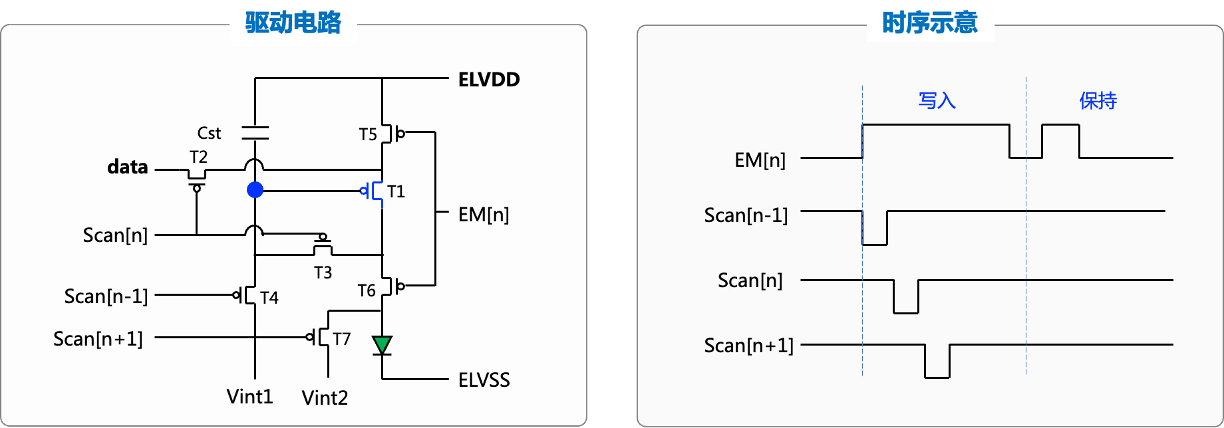 驱动电路
ELVDD
Cst
T5
T2
data
T1
EM[n]
Scan[n]
T3
T6
Scan[n-1]
T4
Scan[n+1]
T7
ELVSS
Vint1
Vint2
时序示意
写入
保持
EM[n]
Scan[n-1]
Scan[n]
Scan[n+1]